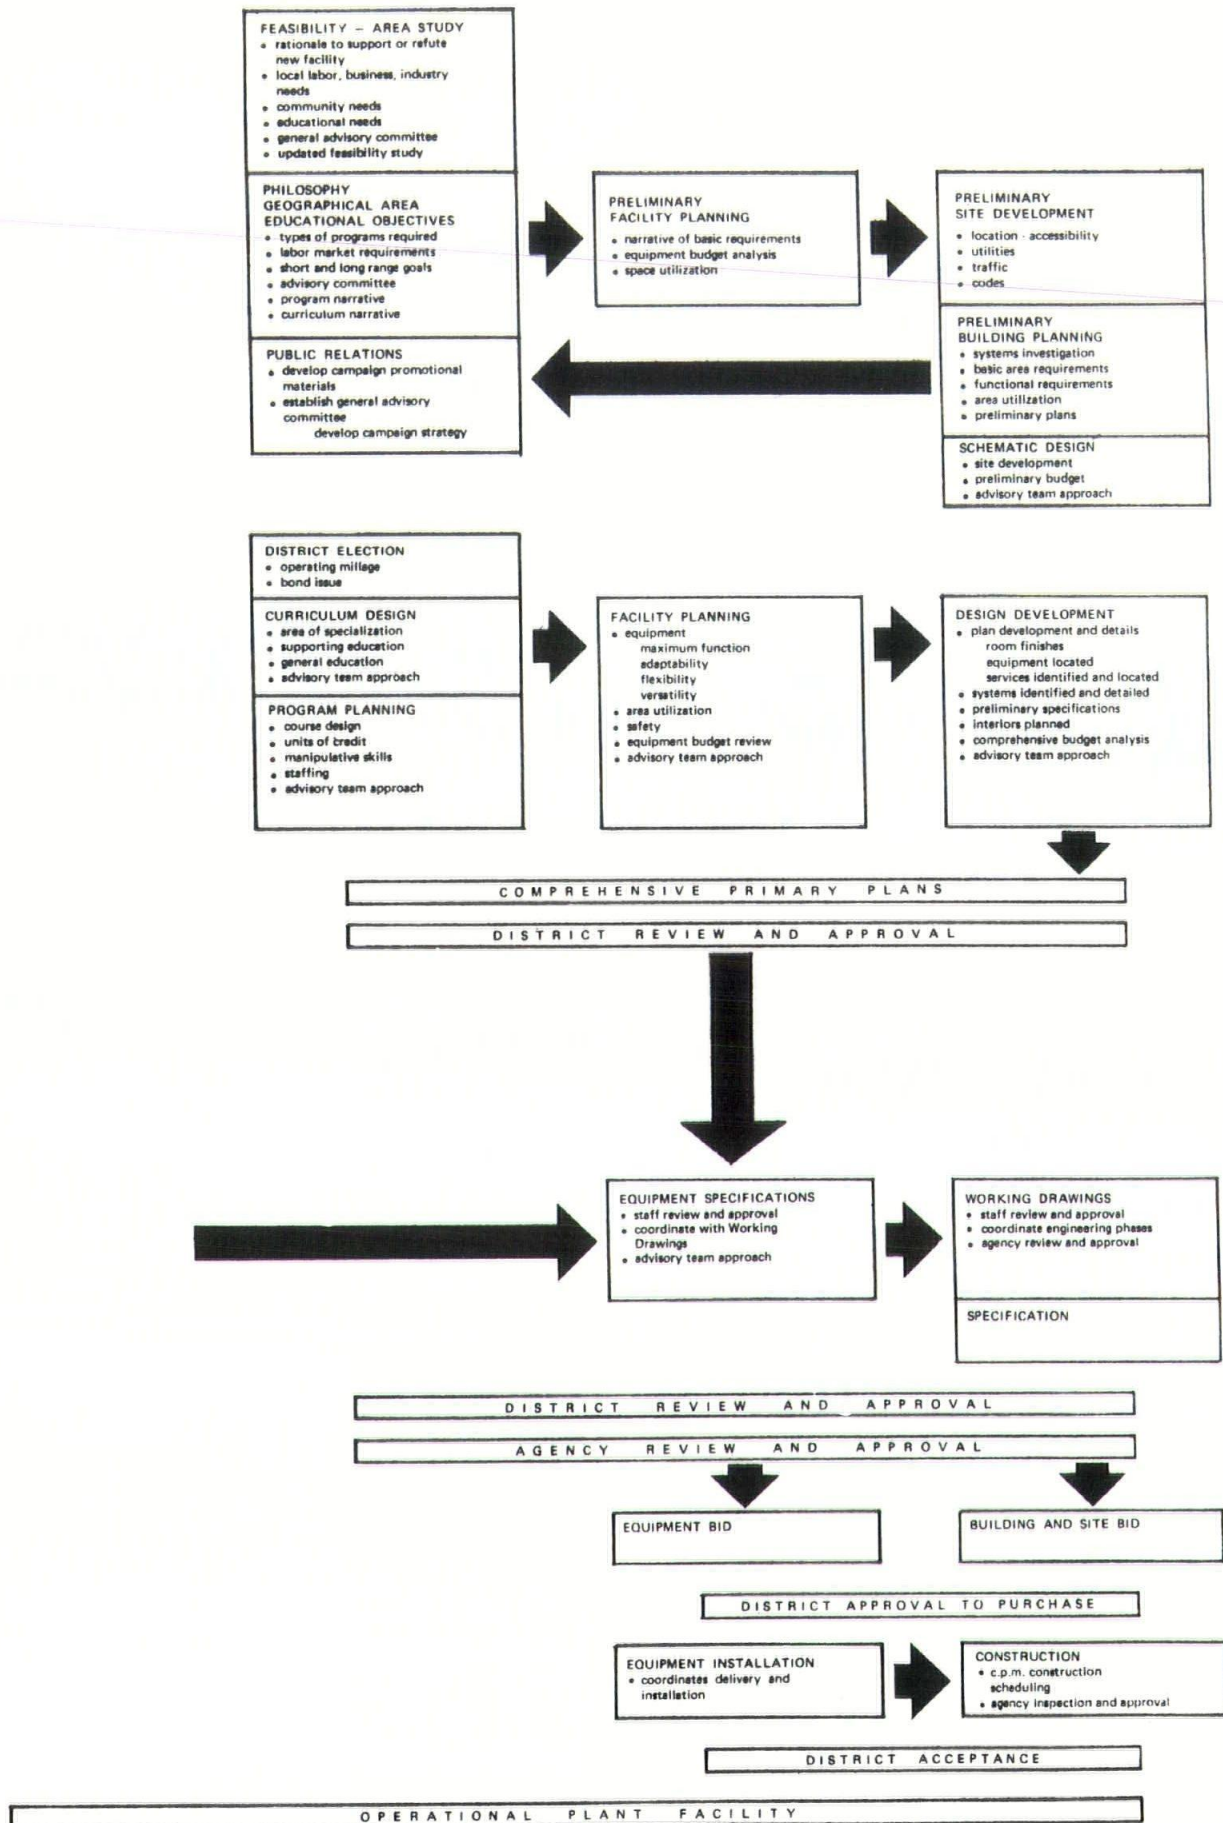 FEASIBILITY – AREA STUDY
• rationale to support or refute
new facility
• local labor, business, industry
needs
• community needs
• educational needs
• general advisory committee
• updated feasibility study
PHILOSOPHY
GEOGRAPHICAL AREA
EDUCATIONAL OBJECTIVES
• types of programs required
• labor market requirements
• short and long range goals
• advisory committee
• program narrative
• curriculum narrative
PUBLIC RELATIONS
• develop campaign promotional
materials
• establish general advisory
committee
develop campaign strategy
PRELIMINARY
FACILITY PLANNING
• narrative of basic requirements
• equipment budget analysis
• space utilization
PRELIMINARY
SITE DEVELOPMENT
• location - accessibility
• utilities
• traffic
• codes
PRELIMINARY
BUILDING PLANNING
• systems investigation
• basic area requirements
• functional requirements
• area utilization
• preliminary plans
SCHEMATIC DESIGN
• site development
• preliminary budget
• advisory team approach
DISTRICT ELECTION
• operating millage
• bond issue
CURRICULUM DESIGN
• area of specialization
• supporting education
• general education
• advisory team approach
PROGRAM PLANNING
• course design
• units of credit
• manipulative skills
• staffing
• advisory team approach
FACILITY PLANNING
• equipment
maximum function
adaptability
flexibility
versatility
• area utilization
• safety
• equipment budget review
• advisory team approach
DESIGN DEVELOPMENT
• plan development and details
room finishes
equipment located
services identified and located
• systems identified and detailed
• preliminary specifications
• interiors planned
• comprehensive budget analysis
• advisory team approach
COMPREHENSIVE PRIMARY PLANS
DISTRICT REVIEW AND APPROVAL
EQUIPMENT SPECIFICATIONS
• staff review and approval
• coordinate with Working
Drawings
• advisory team approach
WORKING DRAWINGS
• staff review and approval
• coordinate engineering phases
• agency review and approval
SPECIFICATION
DISTRICT REVIEW AND APPROVAL
AGENCY REVIEW AND APPROVAL
EQUIPMENT BID
BUILDING AND SITE BID
DISTRICT APPROVAL TO PURCHASE
EQUIPMENT INSTALLATION
• coordinates delivery and
installation
CONSTRUCTION
• c.p.m. construction
scheduling
• agency inspection and approval
DISTRICT ACCEPTANCE
OPERATIONAL PLANT FACILITY